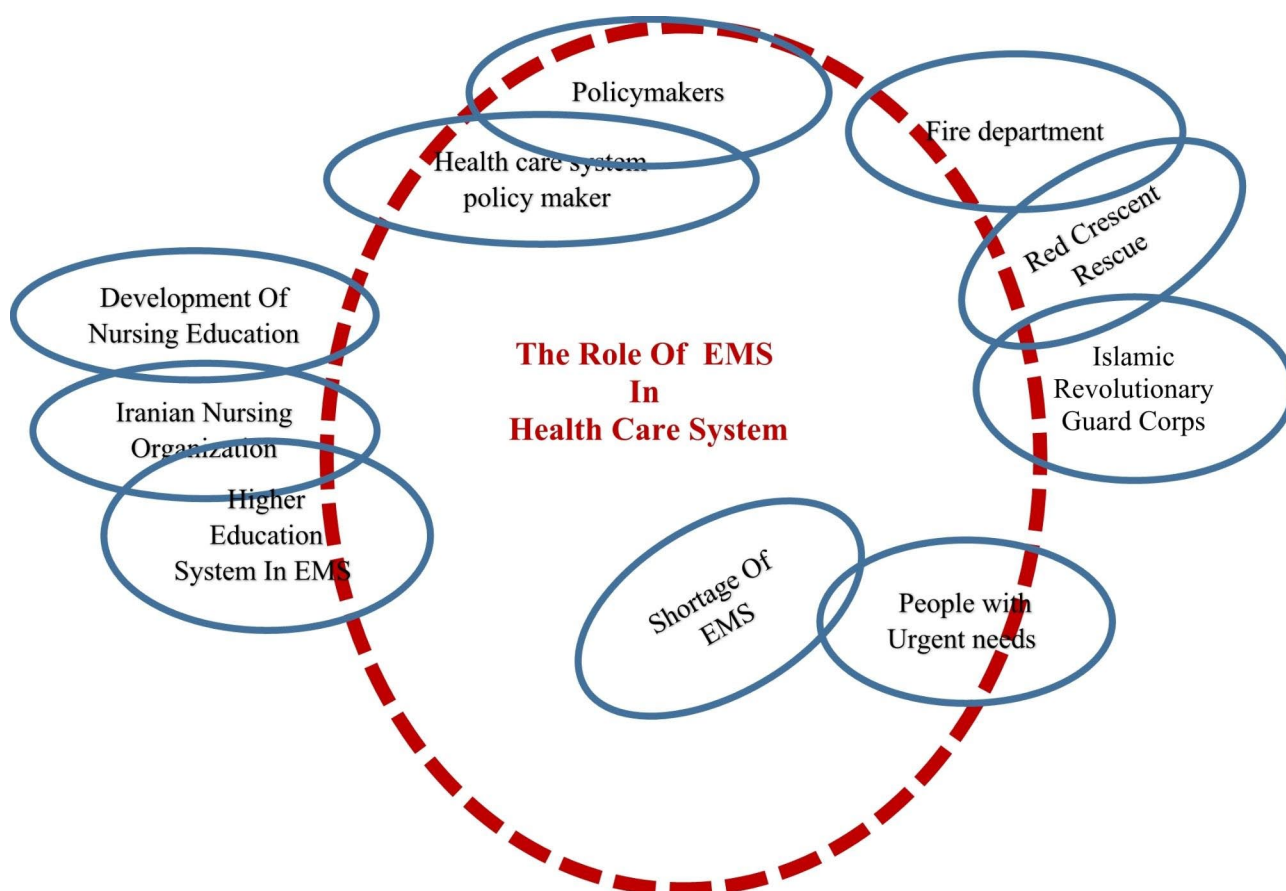 Policymakers
Health care system
policy maker
Fire department
Red Crescent
Rescue
Development Of
Nursing Education
Iranian Nursing
Organization
Higher
Education
System In EMS
The Role Of EMS
In
Health Care System
Islamic
Revolutionary
Guard Corps
Shortage Of
EMS
People with
Urgent needs